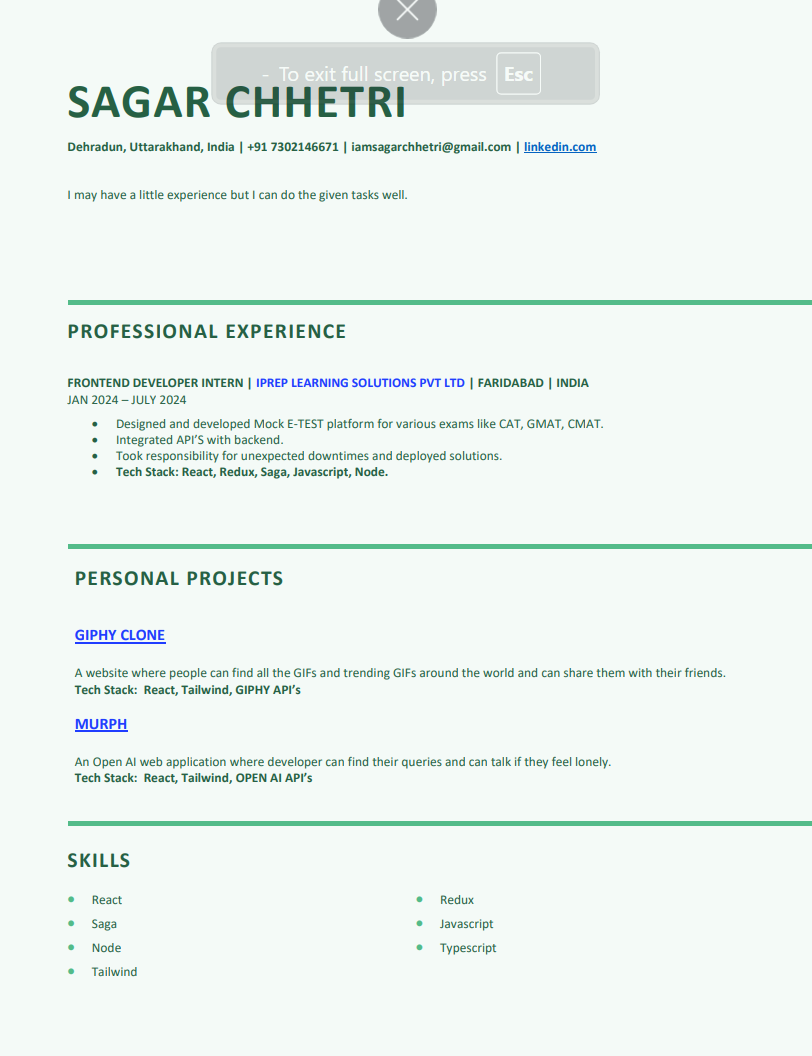 - To exit full screen, press Esc
SAGAR CHHETRI
Dehradun, Uttarakhand, India | +91 7302146671 | iamsagarchhetri@gmail.com | linkedin.com
I may have a little experience but I can do the given tasks well.
PROFESSIONAL EXPERIENCE
FRONTEND DEVELOPER INTERN | IPREP LEARNING SOLUTIONS PVT LTD | FARIDABAD | INDIA
JAN 2024 – JULY 2024
• Designed and developed Mock E-TEST platform for various exams like CAT, GMAT, CMAT.
• Integrated API'S with backend.
• Took responsibility for unexpected downtimes and deployed solutions.
• Tech Stack: React, Redux, Saga, Javascript, Node.
PERSONAL PROJECTS
GIPHY CLONE
A website where people can find all the GIFs and trending GIFs around the world and can share them with their friends.
Tech Stack:  React, Tailwind, GIPHY API’s
MURPH
An Open AI web application where developer can find their queries and can talk if they feel lonely.
Tech Stack:  React, Tailwind, OPEN AI API’s
SKILLS
• React
• Saga
• Node
• Tailwind
• Redux
• Javascript
• Typescript